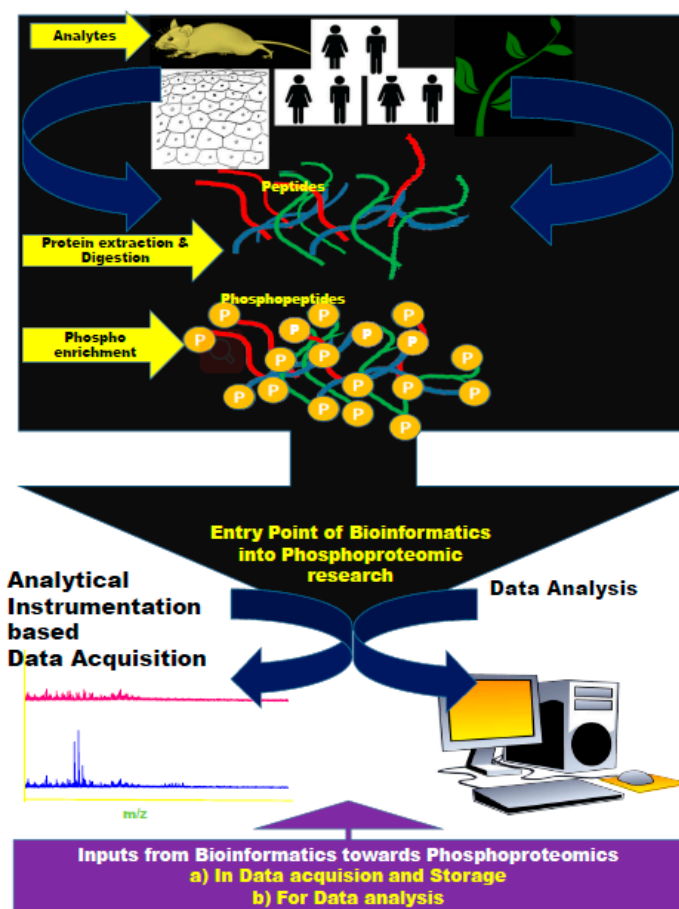 Analytes
Peptides
Protein extraction &
Digestion
Phosphopeptides
P P P
P P P P
P P P
P P P P P
P P P
P
Phospho
enrichment
Entry Point of Bioinformatics
into Phosphoproteomic
research
Analytical
Instrumentation
based
Data Acquisition
Data Analysis
m/z
Inputs from Bioinformatics towards Phosphoproteomics
a) In Data acquision and Storage
b) For Data analysis